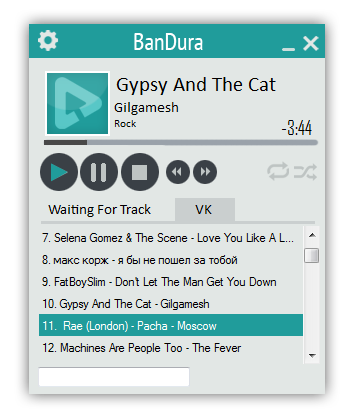 BanDura
Gypsy And The Cat
Gilgamesh
Rock
-3:44
Waiting For Track
VK
7. Selena Gomez & The Scene - Love You Like A L...
8. макс корж - я бы не пошел за тобой
9. FatBoySlim - Don't Let The Man Get You Down
10. Gypsy And The Cat - Gilgamesh
11. Rae (London) - Pacha - Moscow
12. Machines Are People Too - The Fever